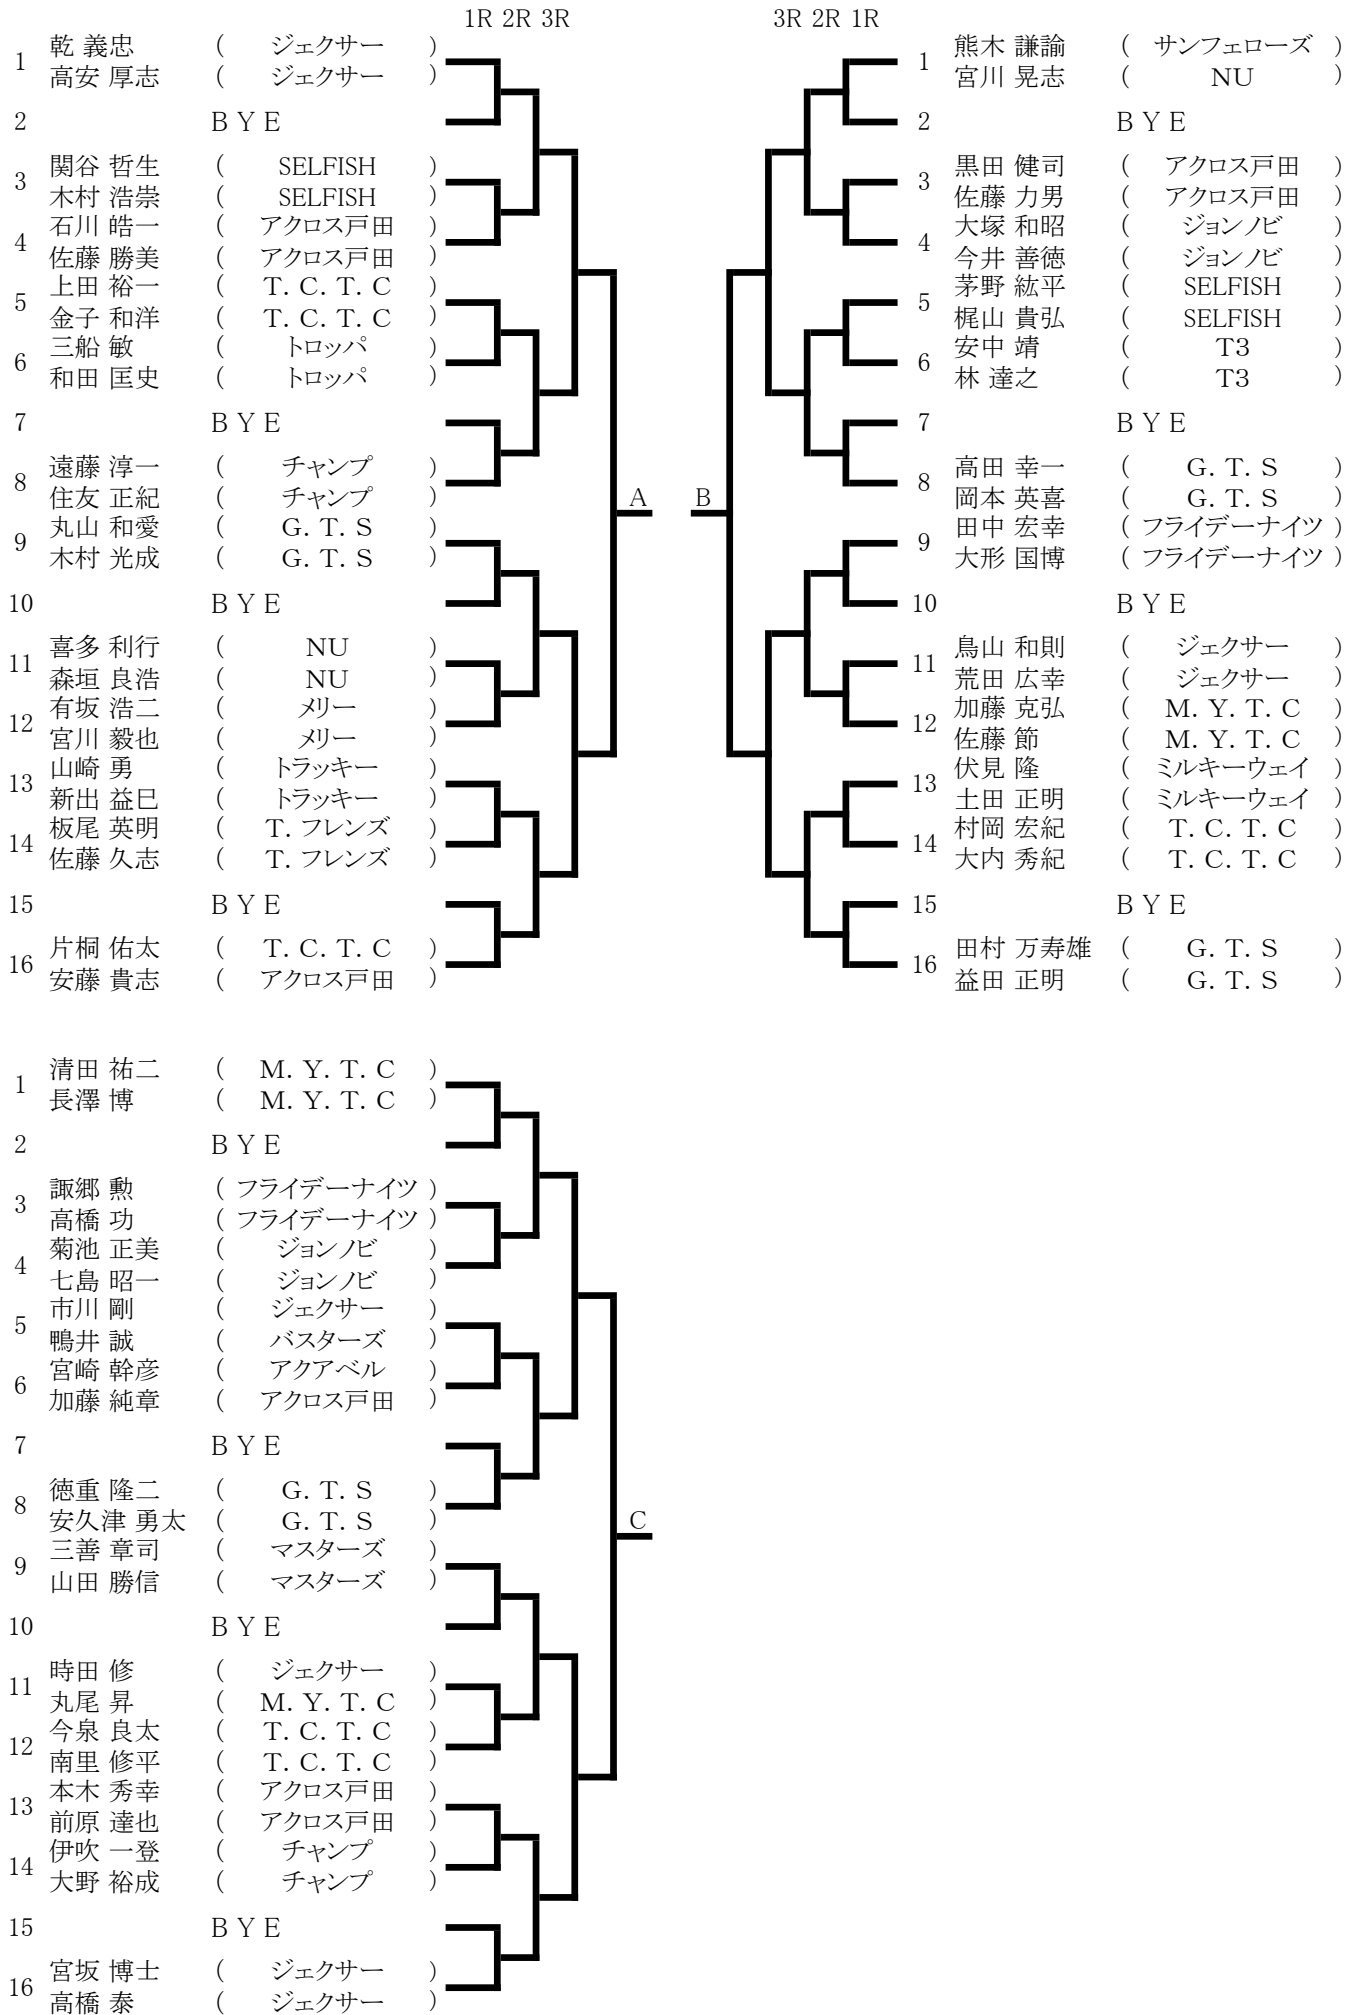 1R 2R 3R
1 乾 義忠 ( ジェクサー )
高安 厚志 ( ジェクサー )
2 BYE
3 関谷 哲生 ( SELFISH )
木村 浩崇 ( SELFISH )
4 石川 皓一 ( アクロス戸田 )
佐藤 勝美 ( アクロス戸田 )
5 上田 裕一 ( T. C. T. C )
金子 和洋 ( T. C. T. C )
6 三船 敏 ( トロッパ )
和田 匡史 ( トロッパ )
7 BYE
8 遠藤 淳一 ( チャンプ )
住友 正紀 ( チャンプ )
9 丸山 和愛 ( G. T. S )
木村 光成 ( G. T. S )
10 BYE
11 喜多 利行 ( NU )
森垣 良浩 ( NU )
12 有坂 浩二 ( メリー )
宮川 毅也 ( メリー )
13 山崎 勇 ( トラッキー )
新出 益巳 ( トラッキー )
14 板尾 英明 ( T. フレンズ )
佐藤 久志 ( T. フレンズ )
15 BYE
16 片桐 佑太 ( T. C. T. C )
安藤 貴志 ( アクロス戸田 )
A
3R 2R 1R
1 熊木 謙諭 ( サンフェローズ )
宮川 晃志 ( NU )
2 BYE
3 黒田 健司 ( アクロス戸田 )
佐藤 力男 ( アクロス戸田 )
4 大塚 和昭 ( ジョンノビ )
今井 善徳 ( ジョンノビ )
5 茅野 紘平 ( SELFISH )
梶山 貴弘 ( SELFISH )
6 安中 靖 ( T3 )
林 達之 ( T3 )
7 BYE
8 高田 幸一 ( G. T. S )
岡本 英喜 ( G. T. S )
9 田中 宏幸 ( フライデーナイツ )
大形 国博 ( フライデーナイツ )
10 BYE
11 鳥山 和則 ( ジェクサー )
荒田 広幸 ( ジェクサー )
12 加藤 克弘 ( M. Y. T. C )
佐藤 節 ( M. Y. T. C )
13 伏見 隆 ( ミルキーウェイ )
土田 正明 ( ミルキーウェイ )
14 村岡 宏紀 ( T. C. T. C )
大内 秀紀 ( T. C. T. C )
15 BYE
16 田村 万寿雄 ( G. T. S )
益田 正明 ( G. T. S )
B
1 清田 祐二 ( M. Y. T. C )
長澤 博 ( M. Y. T. C )
2 BYE
3 諏郷 勲 ( フライデーナイツ )
高橋 功 ( フライデーナイツ )
4 菊池 正美 ( ジョンノビ )
七島 昭一 ( ジョンノビ )
5 市川 剛 ( ジェクサー )
鴨井 誠 ( バスターズ )
6 宮崎 幹彦 ( アクアベル )
加藤 純章 ( アクロス戸田 )
7 BYE
8 徳重 隆二 ( G. T. S )
安久津 勇太 ( G. T. S )
9 三善 章司 ( マスターズ )
山田 勝信 ( マスターズ )
10 BYE
11 時田 修 ( ジェクサー )
丸尾 昇 ( M. Y. T. C )
12 今泉 良太 ( T. C. T. C )
南里 修平 ( T. C. T. C )
13 本木 秀幸 ( アクロス戸田 )
前原 達也 ( アクロス戸田 )
14 伊吹 一登 ( チャンプ )
大野 裕成 ( チャンプ )
15 BYE
16 宮坂 博士 ( ジェクサー )
高橋 泰 ( ジェクサー )
C